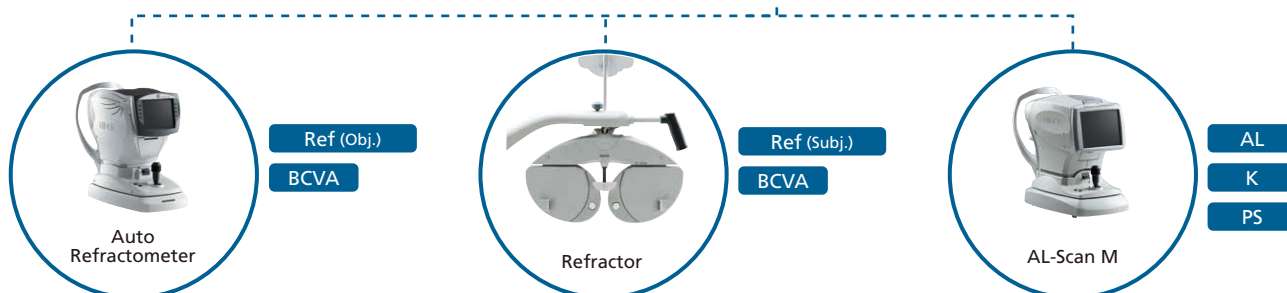 Ref (Obj.)
BCVA
Auto
Refractometer
Ref (Subj.)
BCVA
Refractor
AL
K
PS
AL-Scan M